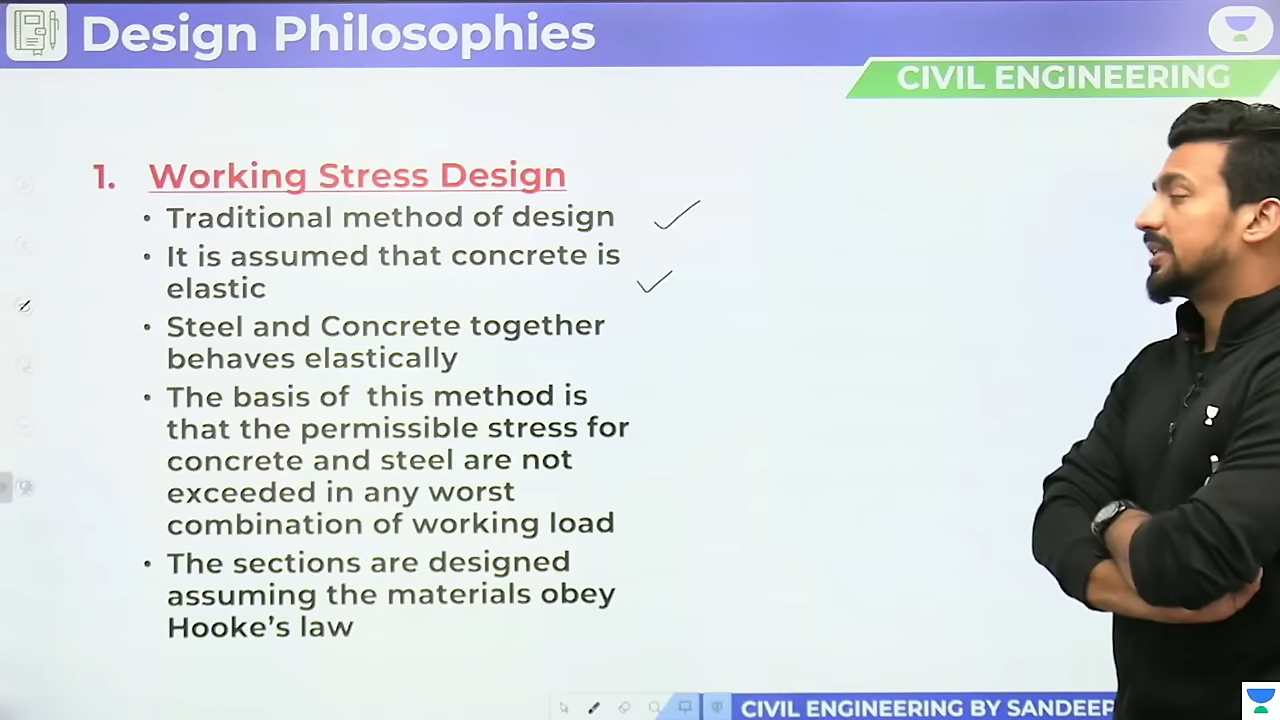 Design Philosophies
CIVIL ENGINEERING
1. Working Stress Design
• Traditional method of design
• It is assumed that concrete is
elastic
• Steel and Concrete together
behaves elastically
• The basis of this method is
that the permissible stress for
concrete and steel are not
exceeded in any worst
combination of working load
• The sections are designed
assuming the materials obey
Hooke's law
CIVIL ENGINEERING BY SANDEEP